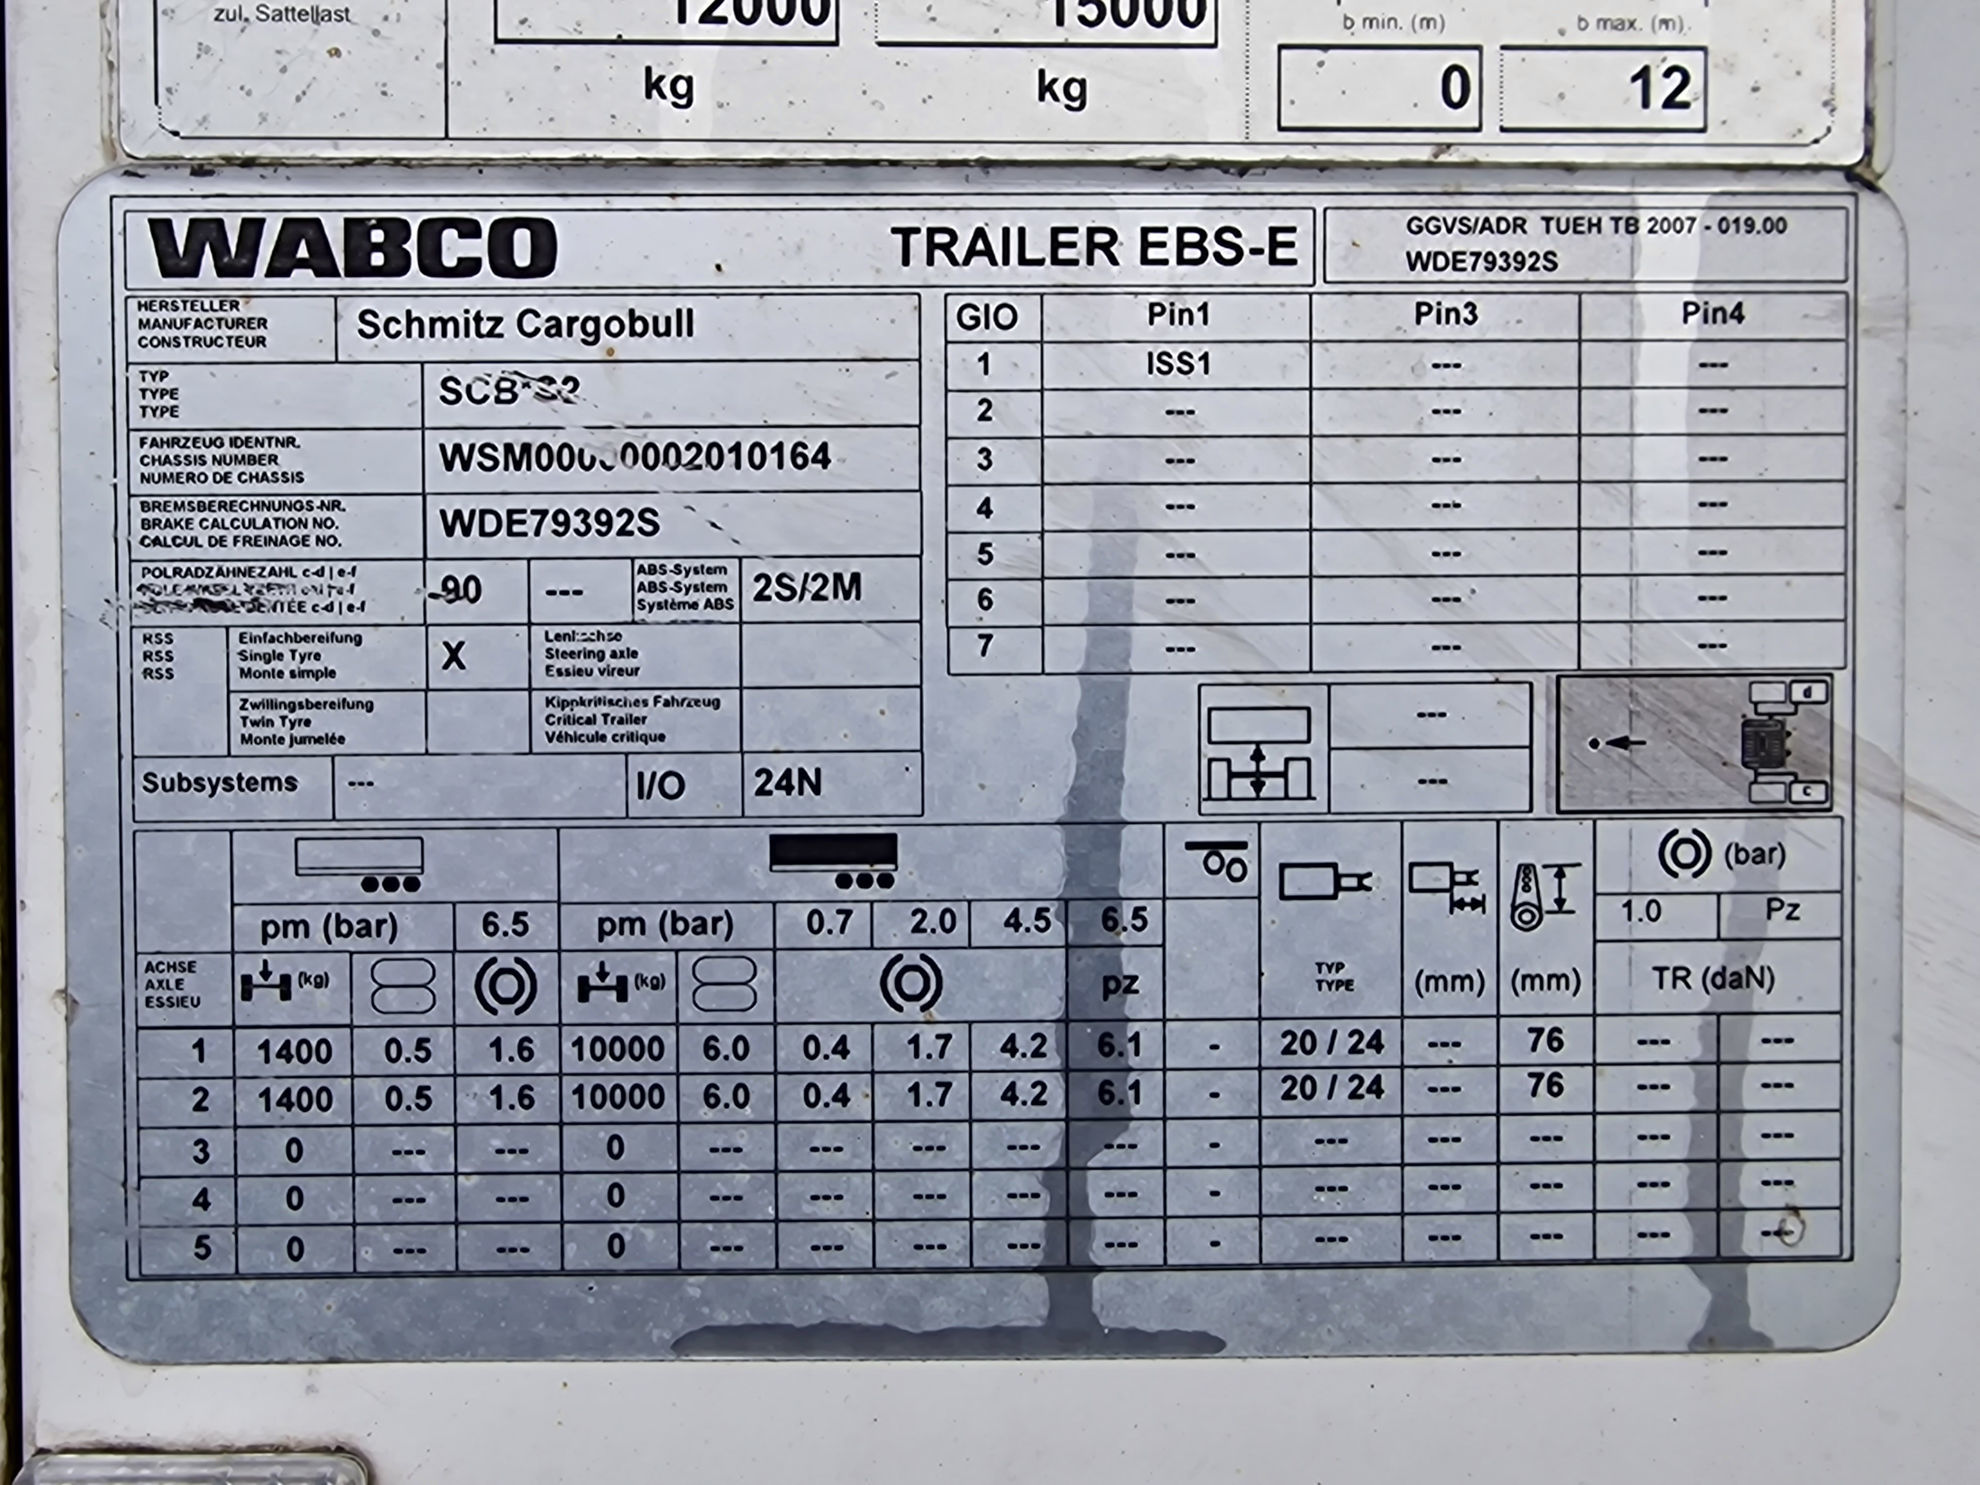 zul. Sattellast 12000 15000 b min. (m) b max. (m)
kg kg 0 12
WABCO TRAILER EBS-E GGVS/ADR TUEH TB 2007 - 019.00
WDE79392S
HERSTELLER
MANUFACTURER
CONSTRUCTEUR
Schmitz Cargobull
TYP
TYPE
TYPE
SCB*S2
FAHRZEUG IDENTNR.
CHASSIS NUMBER
NUMERO DE CHASSIS
WSM00000002010164
BREMSBERECHNUNGS-NR.
BRAKE CALCULATION NO.
CALCUL DE FREINAGE NO.
WDE79392S
POLRADZÄHNEZAHL c-d | e-f
c-d | e-f
90 ---
ABS-System
ABS-System
Système ABS
2S/2M
RSS
RSS
RSS
Einfachbereifung
Single Tyre
Monte simple
X
Lenkachse
Steering axle
Essieu vireur
Zwillingsbereifung
Twin Tyre
Monte jumelée
Kippkritisches Fahrzeug
Critical Trailer
Véhicule critique
Subsystems --- I/O 24N
GIO Pin1 Pin3 Pin4
1 ISS1 --- ---
2 --- --- ---
3 --- --- ---
4 --- --- ---
5 --- --- ---
6 --- --- ---
7 --- --- ---
---
---
d
c
(bar)
pm (bar) 6.5 pm (bar) 0.7 2.0 4.5 6.5 1.0 Pz
ACHSE
AXLE
ESSIEU
(kg) (kg) pz
TYP
TYPE
(mm) (mm) TR (daN)
1 1400 0.5 1.6 10000 6.0 0.4 1.7 4.2 6.1 - 20 / 24 --- 76 --- ---
2 1400 0.5 1.6 10000 6.0 0.4 1.7 4.2 6.1 - 20 / 24 --- 76 --- ---
3 0 --- --- 0 --- --- --- --- --- - --- --- --- --- ---
4 0 --- --- 0 --- --- --- --- --- - --- --- --- --- ---
5 0 --- --- 0 --- --- --- --- --- - --- --- --- --- ---